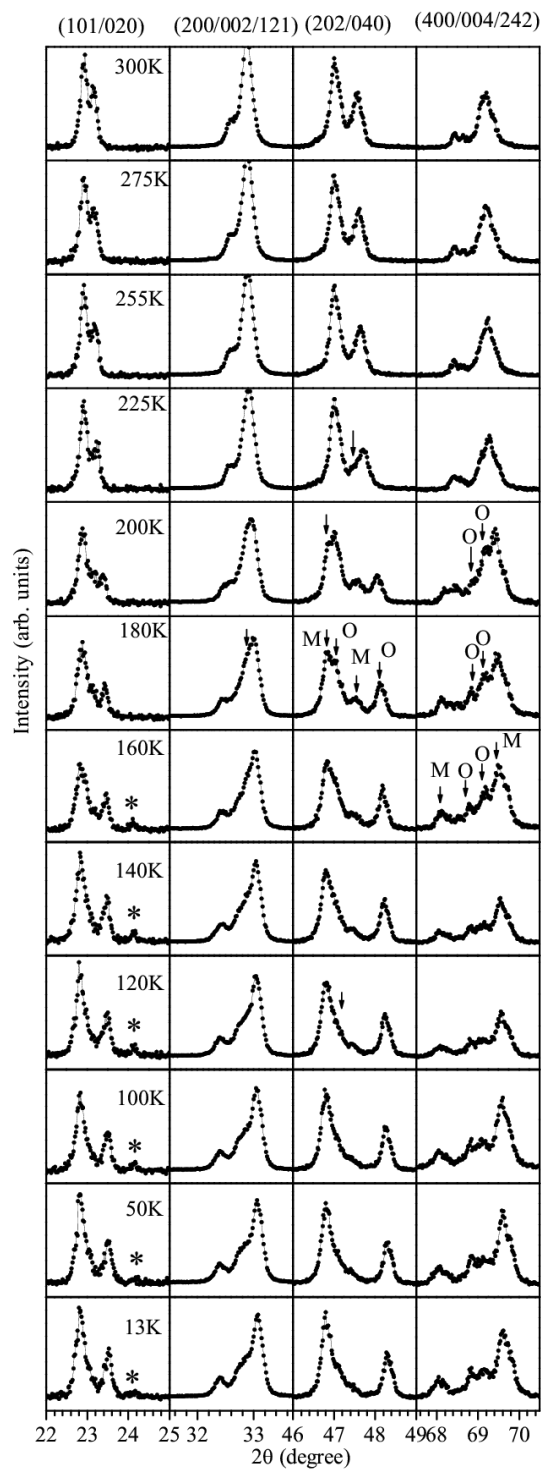 (101/020) (200/002/121) (202/040) (400/004/242)
300K
275K
255K
225K
200K O O
180K M O M O O O
160K * M O O M
140K *
120K *
100K *
50K *
13K *
Intensity (arb. units)
22 23 24 25 32 33 46 47 48 49 68 69 70
2θ (degree)